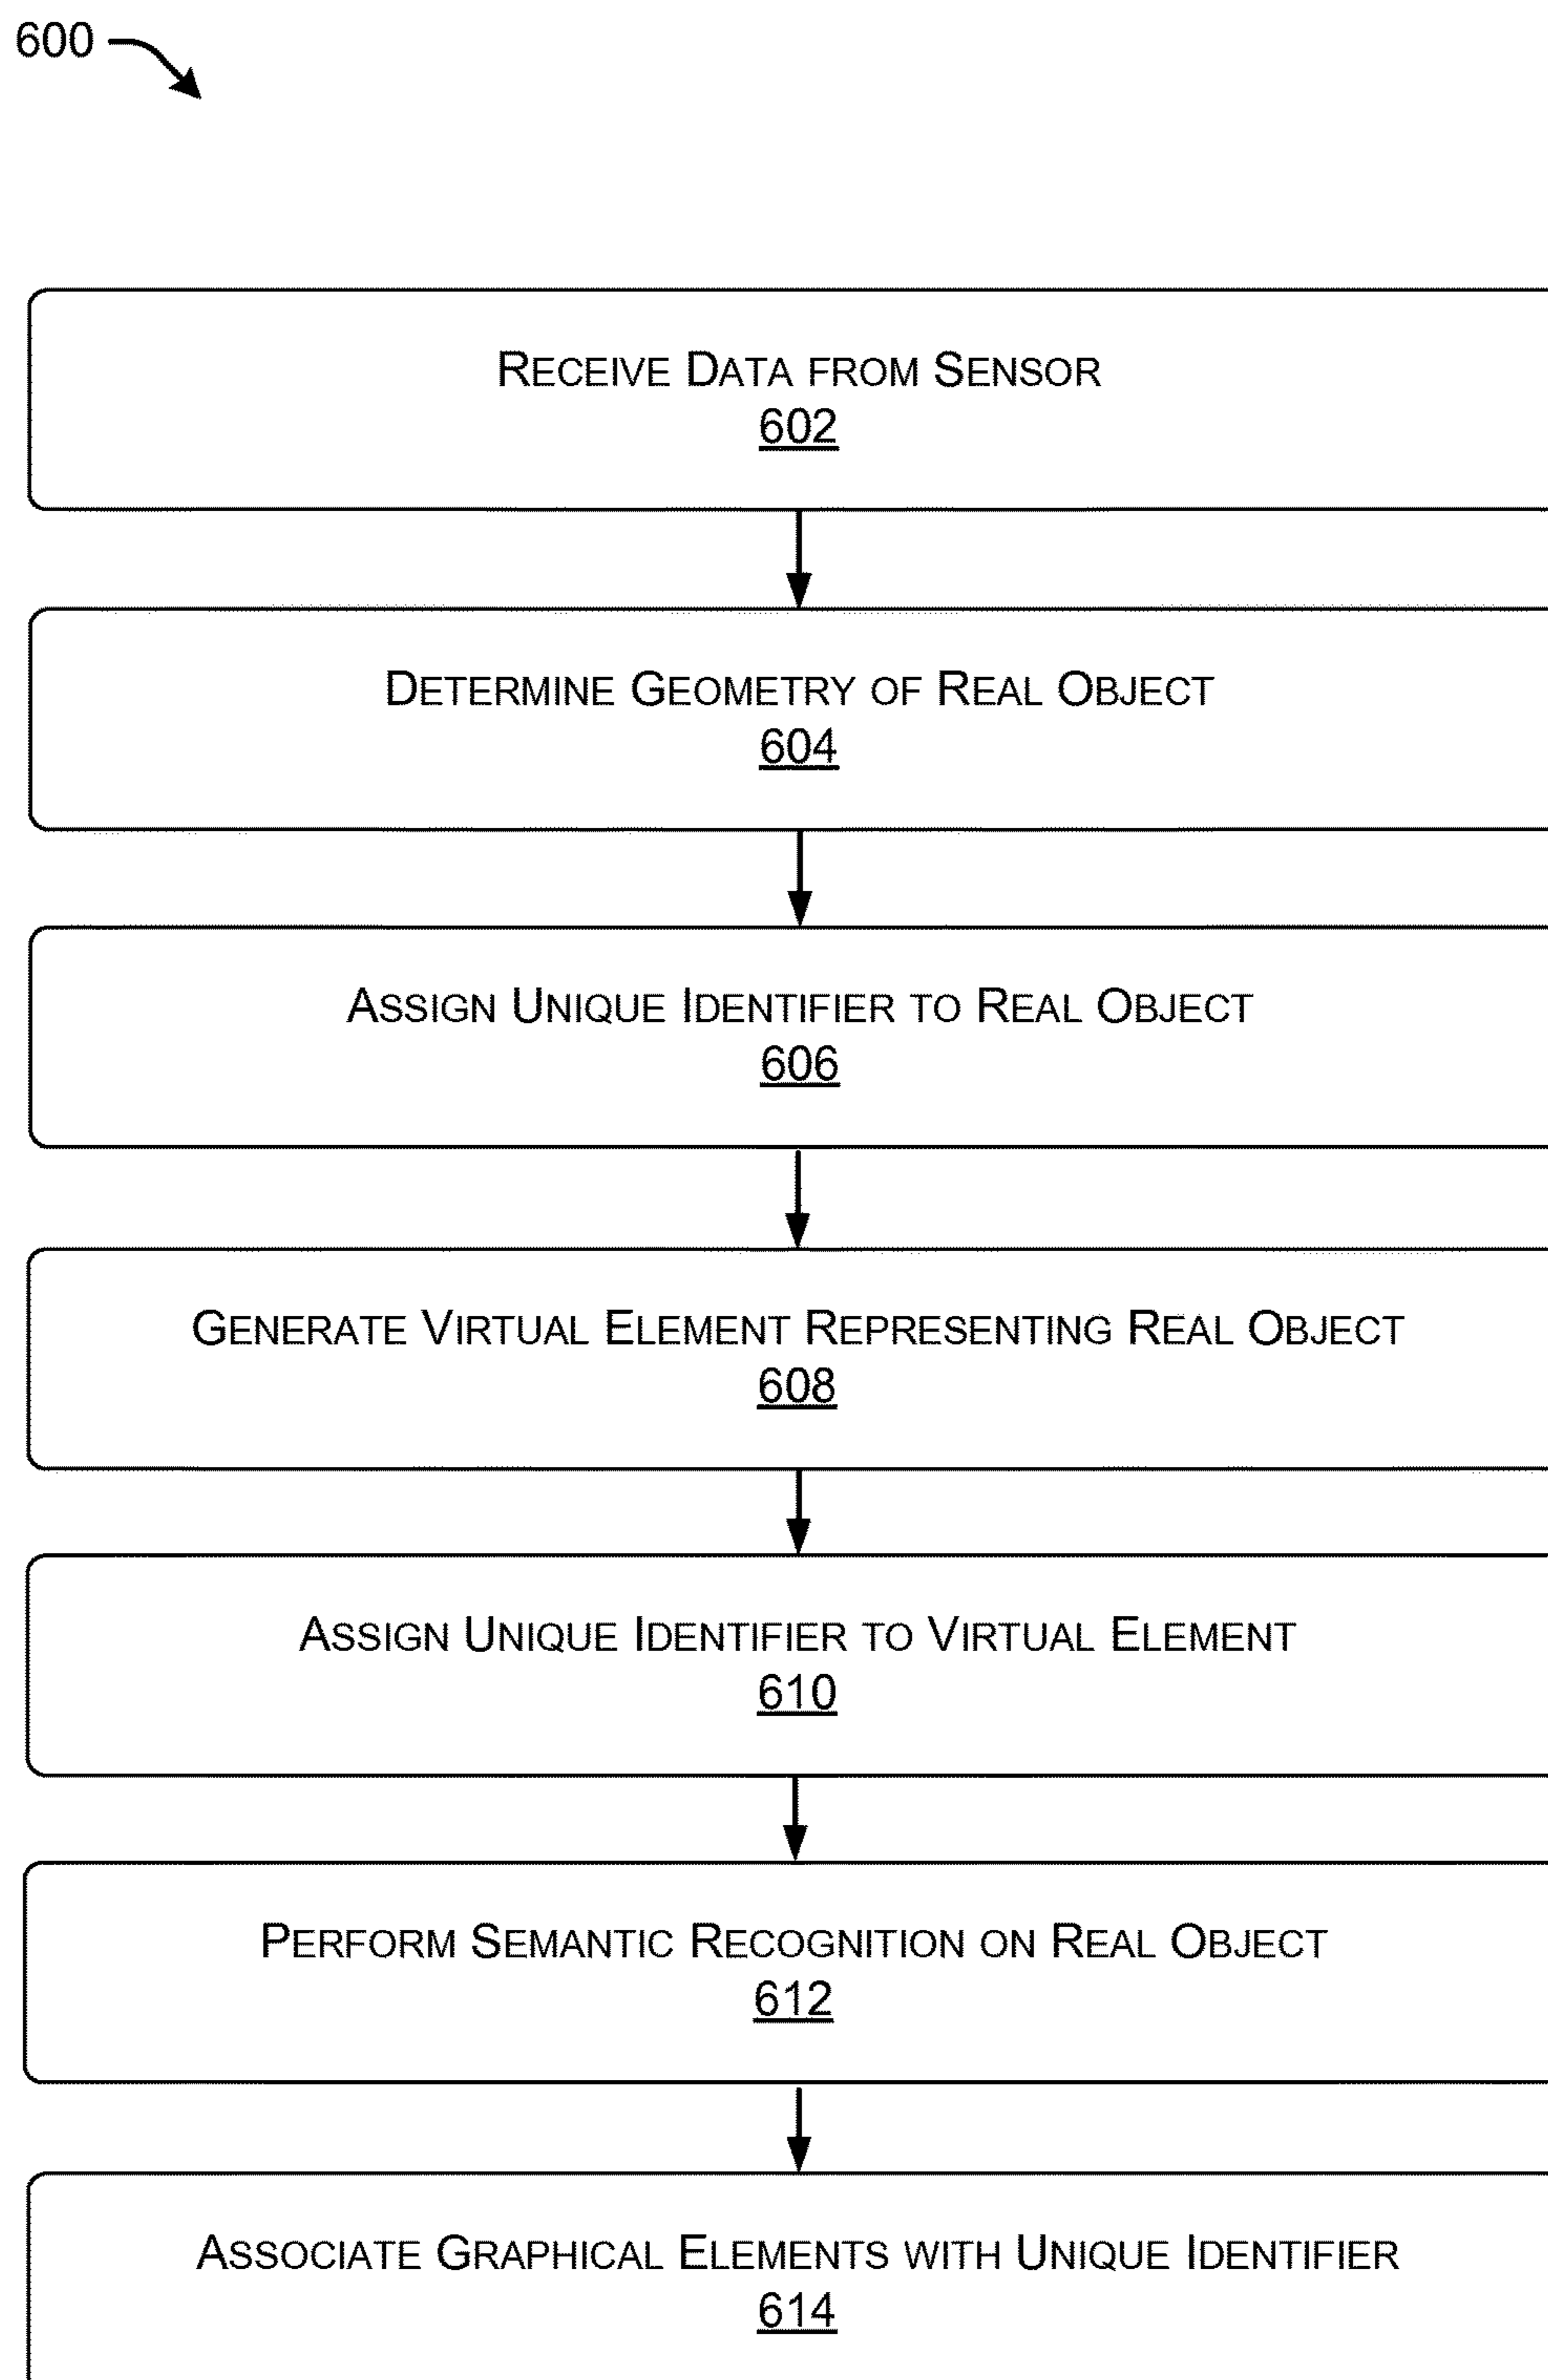 600
RECEIVE DATA FROM SENSOR
602
DETERMINE GEOMETRY OF REAL OBJECT
604
ASSIGN UNIQUE IDENTIFIER TO REAL OBJECT
606
GENERATE VIRTUAL ELEMENT REPRESENTING REAL OBJECT
608
ASSIGN UNIQUE IDENTIFIER TO VIRTUAL ELEMENT
610
PERFORM SEMANTIC RECOGNITION ON REAL OBJECT
612
ASSOCIATE GRAPHICAL ELEMENTS WITH UNIQUE IDENTIFIER
614